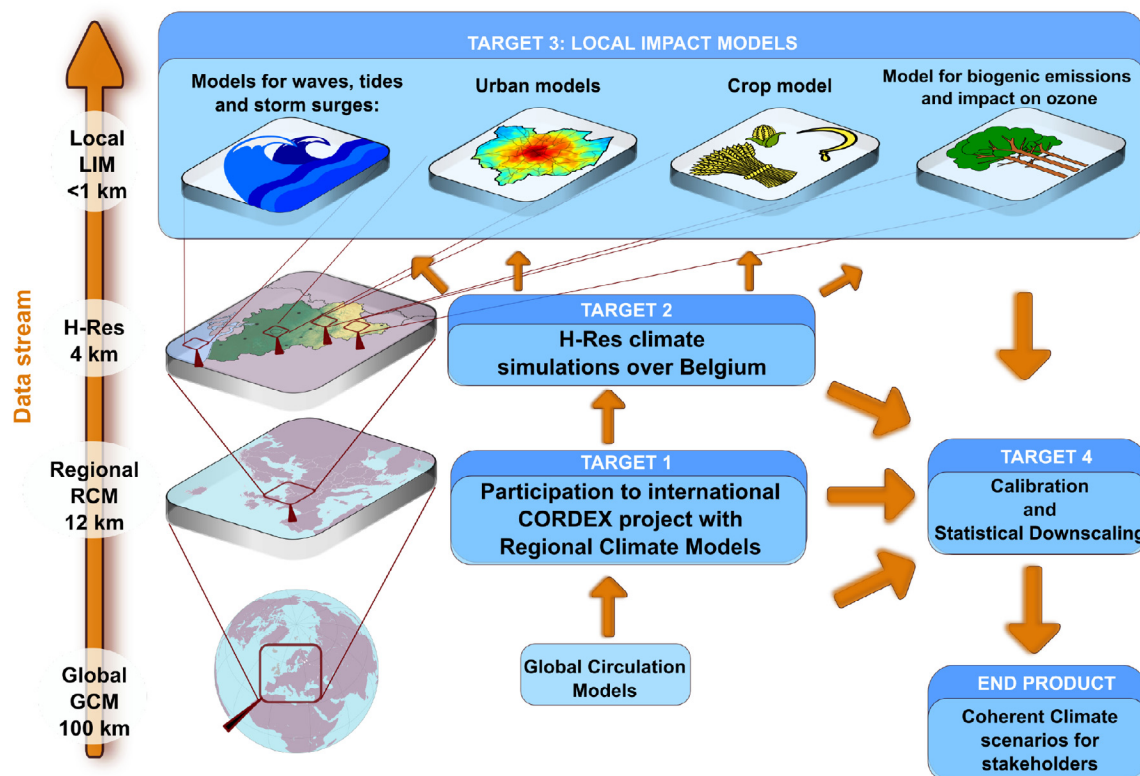 TARGET 3: LOCAL IMPACT MODELS
Models for waves, tides
and storm surges:
Urban models
Crop model
Model for biogenic emissions
and impact on ozone
Local
LIM
<1 km
H-Res
4 km
Regional
RCM
12 km
Global
GCM
100 km
Data stream
TARGET 2
H-Res climate
simulations over Belgium
TARGET 1
Participation to international
CORDEX project with
Regional Climate Models
Global Circulation
Models
TARGET 4
Calibration
and
Statistical Downscaling
END PRODUCT
Coherent Climate
scenarios for
stakeholders